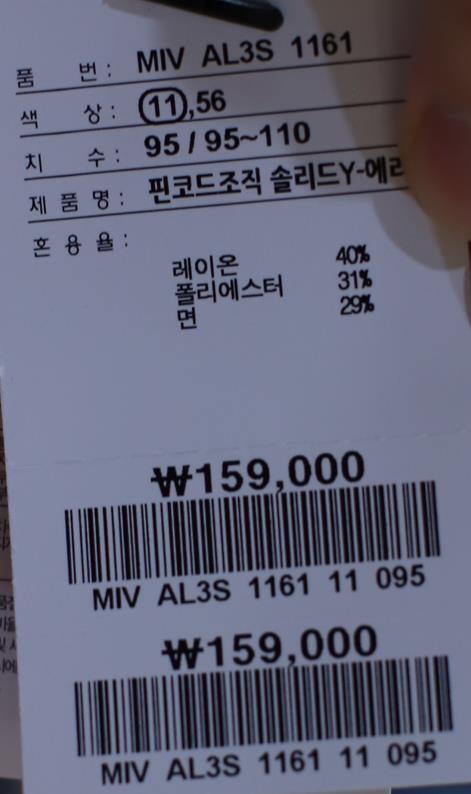 품 번 : MIV AL3S 1161
색 상 : 11,56
치 수 : 95 / 95~110
제 품 명 : 핀코드조직 솔리드Y-에리
혼 용 율 :
레이온 40%
폴리에스터 31%
면 29%
₩159,000
MIV AL3S 1161 11 095
₩159,000
MIV AL3S 1161 11 095